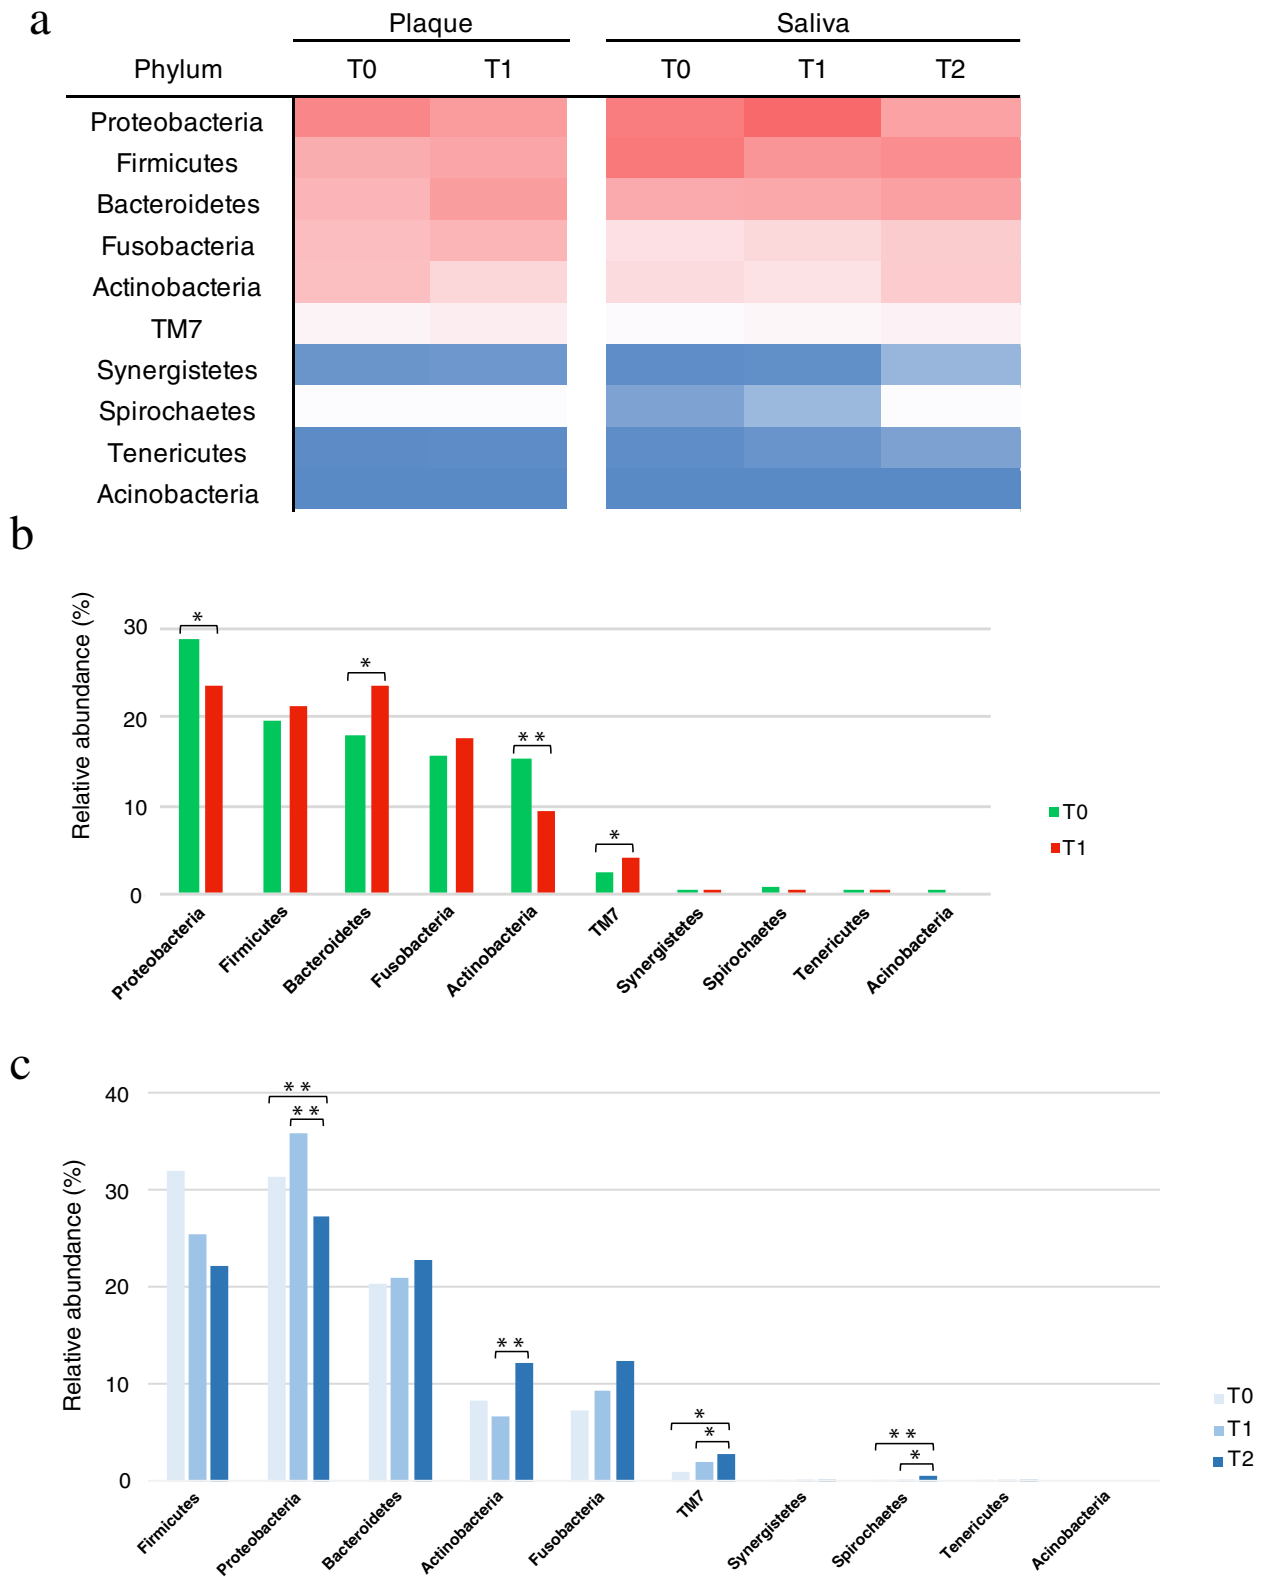 a
Plaque Saliva
Phylum T0 T1 T0 T1 T2
Proteobacteria
Firmicutes
Bacteroidetes
Fusobacteria
Actinobacteria
TM7
Synergistetes
Spirochaetes
Tenericutes
Acinobacteria
b
Relative abundance (%)
30
20
10
0
*
*
**
*
T0
T1
Proteobacteria
Firmicutes
Bacteroidetes
Fusobacteria
Actinobacteria
TM7
Synergistetes
Spirochaetes
Tenericutes
Acinobacteria
c
Relative abundance (%)
40
30
20
10
0
**
**
**
*
*
**
*
T0
T1
T2
Firmicutes
Proteobacteria
Bacteroidetes
Actinobacteria
Fusobacteria
TM7
Synergistetes
Spirochaetes
Tenericutes
Acinobacteria